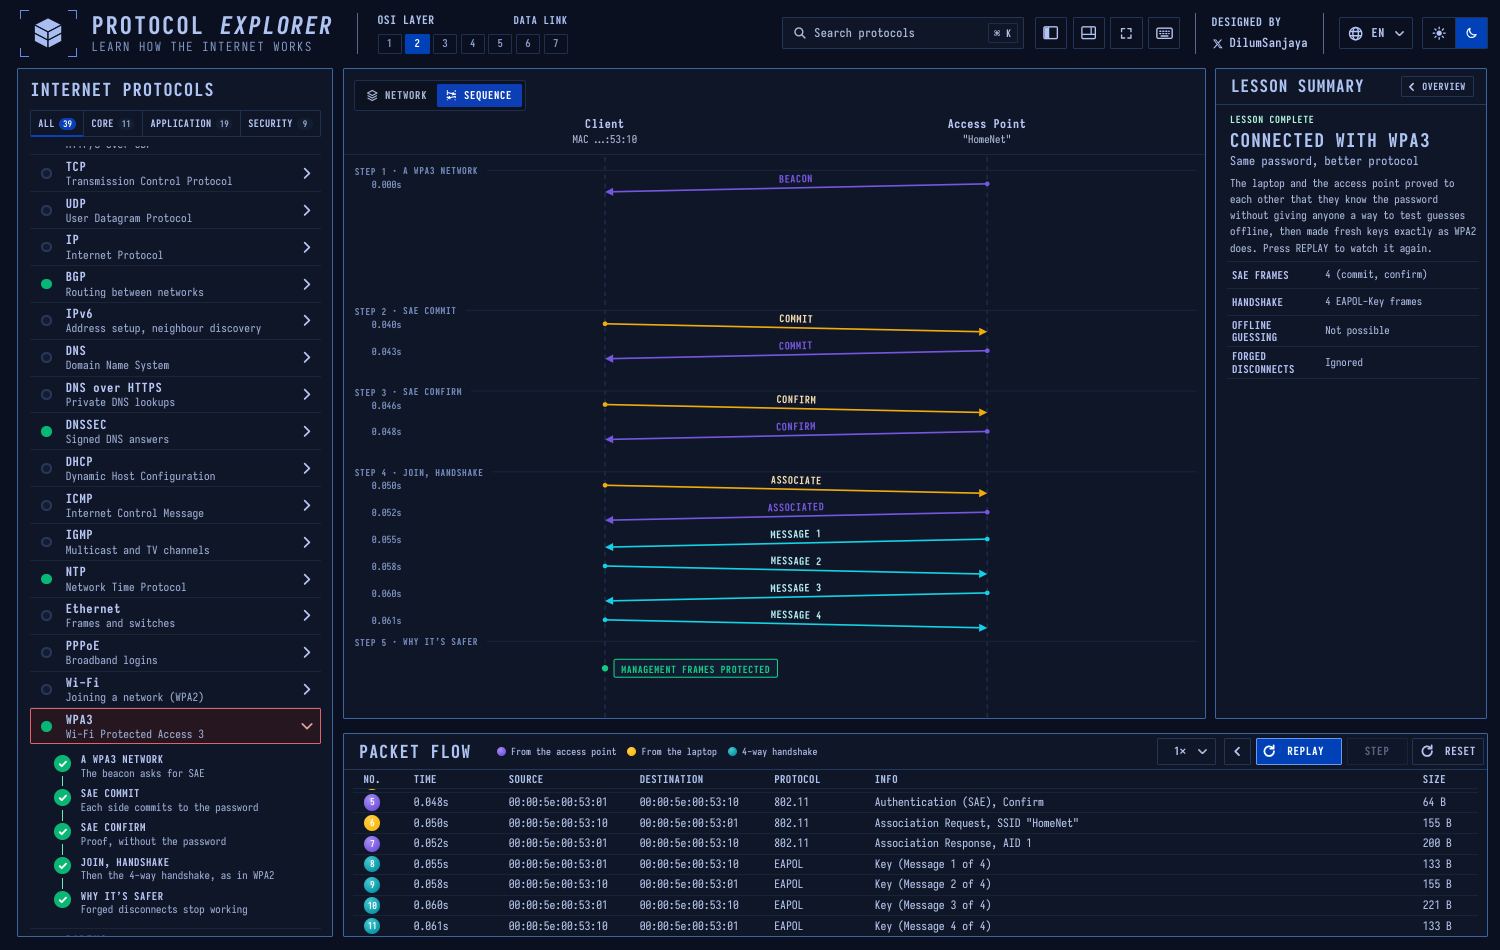 PROTOCOL EXPLORER
LEARN HOW THE INTERNET WORKS
OSI LAYER DATA LINK
1 2 3 4 5 6 7
Search protocols ⌘ K
DESIGNED BY
DilumSanjaya
EN
INTERNET PROTOCOLS
ALL 39 CORE 11 APPLICATION 19 SECURITY 9
TCP
Transmission Control Protocol
UDP
User Datagram Protocol
IP
Internet Protocol
BGP
Routing between networks
IPv6
Address setup, neighbour discovery
DNS
Domain Name System
DNS over HTTPS
Private DNS lookups
DNSSEC
Signed DNS answers
DHCP
Dynamic Host Configuration
ICMP
Internet Control Message
IGMP
Multicast and TV channels
NTP
Network Time Protocol
Ethernet
Frames and switches
PPPoE
Broadband logins
Wi-Fi
Joining a network (WPA2)
WPA3
Wi-Fi Protected Access 3
A WPA3 NETWORK
The beacon asks for SAE
SAE COMMIT
Each side commits to the password
SAE CONFIRM
Proof, without the password
JOIN, HANDSHAKE
Then the 4-way handshake, as in WPA2
WHY IT'S SAFER
Forged disconnects stop working
NETWORK SEQUENCE
Client Access Point
MAC ...:53:10 "HomeNet"
STEP 1 · A WPA3 NETWORK
0.000s BEACON
STEP 2 · SAE COMMIT
0.040s COMMIT
0.043s COMMIT
STEP 3 · SAE CONFIRM
0.046s CONFIRM
0.048s CONFIRM
STEP 4 · JOIN, HANDSHAKE
0.050s ASSOCIATE
0.052s ASSOCIATED
0.055s MESSAGE 1
0.058s MESSAGE 2
0.060s MESSAGE 3
0.061s MESSAGE 4
STEP 5 · WHY IT'S SAFER
MANAGEMENT FRAMES PROTECTED
LESSON SUMMARY OVERVIEW
LESSON COMPLETE
CONNECTED WITH WPA3
Same password, better protocol
The laptop and the access point proved to
each other that they know the password
without giving anyone a way to test guesses
offline, then made fresh keys exactly as WPA2
does. Press REPLAY to watch it again.
SAE FRAMES 4 (commit, confirm)
HANDSHAKE 4 EAPOL-Key frames
OFFLINE GUESSING Not possible
FORGED DISCONNECTS Ignored
PACKET FLOW From the access point From the laptop 4-way handshake 1× REPLAY STEP RESET
NO. TIME SOURCE DESTINATION PROTOCOL INFO SIZE
5 0.048s 00:00:5e:00:53:01 00:00:5e:00:53:10 802.11 Authentication (SAE), Confirm 64 B
6 0.050s 00:00:5e:00:53:10 00:00:5e:00:53:01 802.11 Association Request, SSID "HomeNet" 155 B
7 0.052s 00:00:5e:00:53:01 00:00:5e:00:53:10 802.11 Association Response, AID 1 200 B
8 0.055s 00:00:5e:00:53:01 00:00:5e:00:53:10 EAPOL Key (Message 1 of 4) 133 B
9 0.058s 00:00:5e:00:53:10 00:00:5e:00:53:01 EAPOL Key (Message 2 of 4) 155 B
10 0.060s 00:00:5e:00:53:01 00:00:5e:00:53:10 EAPOL Key (Message 3 of 4) 221 B
11 0.061s 00:00:5e:00:53:10 00:00:5e:00:53:01 EAPOL Key (Message 4 of 4) 133 B